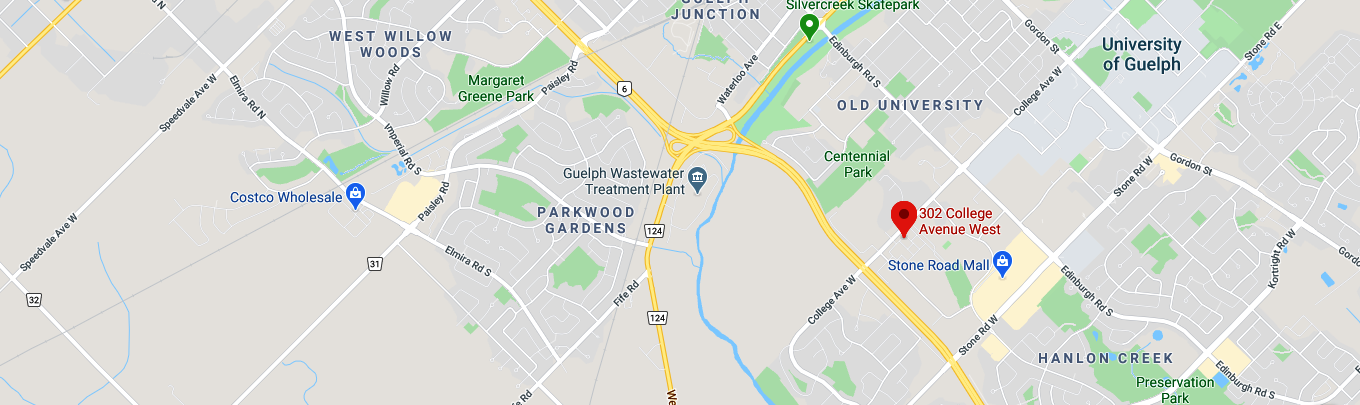 GUELPH
JUNCTION
Silvercreek Skatepark
WEST WILLOW
WOODS
Gordon St
University
of Guelph
Stone Rd E
Edinburgh Rd S
Willow Rd
Margaret
Greene Park
Paisley Rd
6
Waterloo Ave
College Ave W
OLD UNIVERSITY
Speedvale Ave W
Elmira Rd N
Imperial Rd S
Centennial
Park
Gordon St
Guelph Wastewater
Treatment Plant
Stone Rd W
Costco Wholesale
Paisley Rd
PARKWOOD
GARDENS
302 College
Avenue West
Speedvale Ave W
124
Elmira Rd S
Stone Road Mall
Kortright Rd W
31
Edinburgh Rd S
College Ave W
32
Fife Rd
124
Stone Rd W
HANLON CREEK
Preservation
Park
Edinburgh Rd S